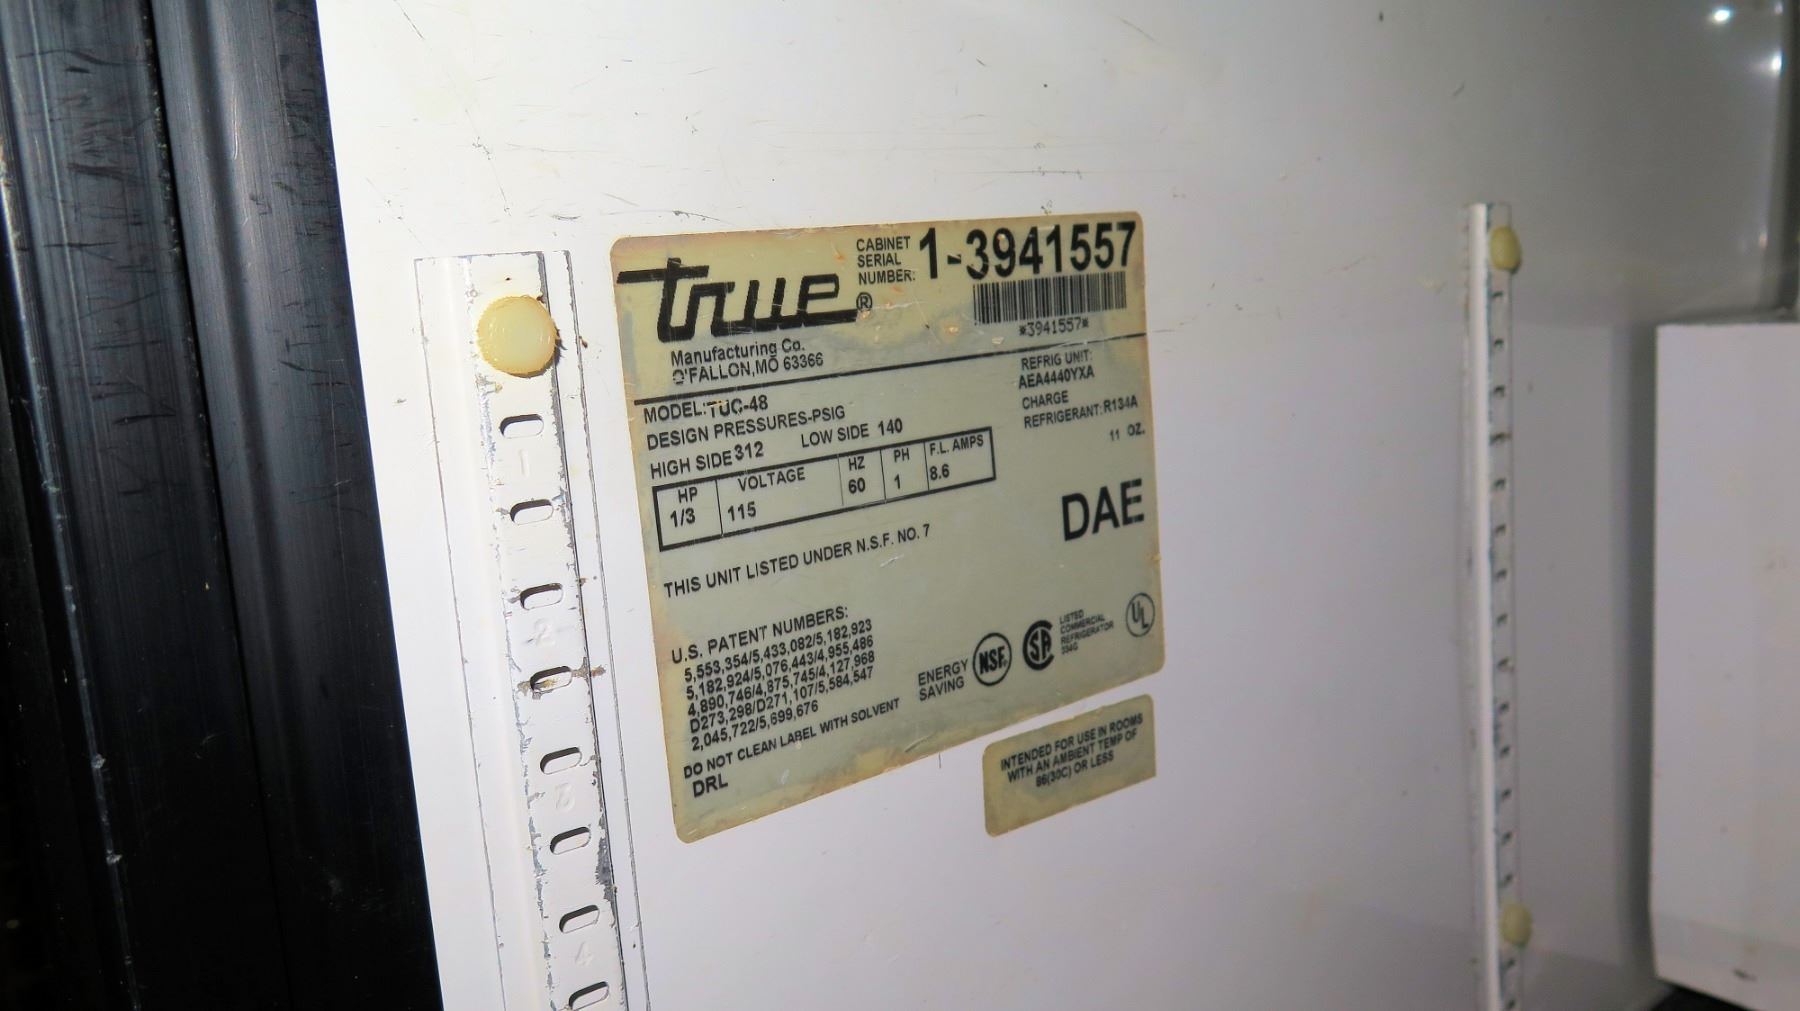 true®
CABINET
SERIAL
NUMBER: 1-3941557
*3941557*
Manufacturing Co.
O'FALLON, MO 63366
MODEL: TUC-48
DESIGN PRESSURES-PSIG
HIGH SIDE 312 LOW SIDE 140
REFRIG UNIT:
AEA4440YXA
CHARGE
REFRIGERANT: R134A
11 OZ.
HP VOLTAGE HZ PH F.L. AMPS
1/3 115 60 1 8.6
DAE
THIS UNIT LISTED UNDER N.S.F. NO. 7
U.S. PATENT NUMBERS:
5,553,354/5,433,082/5,182,923
5,182,924/5,076,443/4,955,486
4,890,746/4,875,745/4,127,968
D273,298/D271,107/5,584,547
2,045,722/5,699,676
DO NOT CLEAN LABEL WITH SOLVENT
DRL
ENERGY
SAVING
NSF
SA
LISTED
COMMERCIAL
REFRIGERATOR
UL
INTENDED FOR USE IN ROOMS
WITH AN AMBIENT TEMP OF
86(30C) OR LESS
1
2
3
4